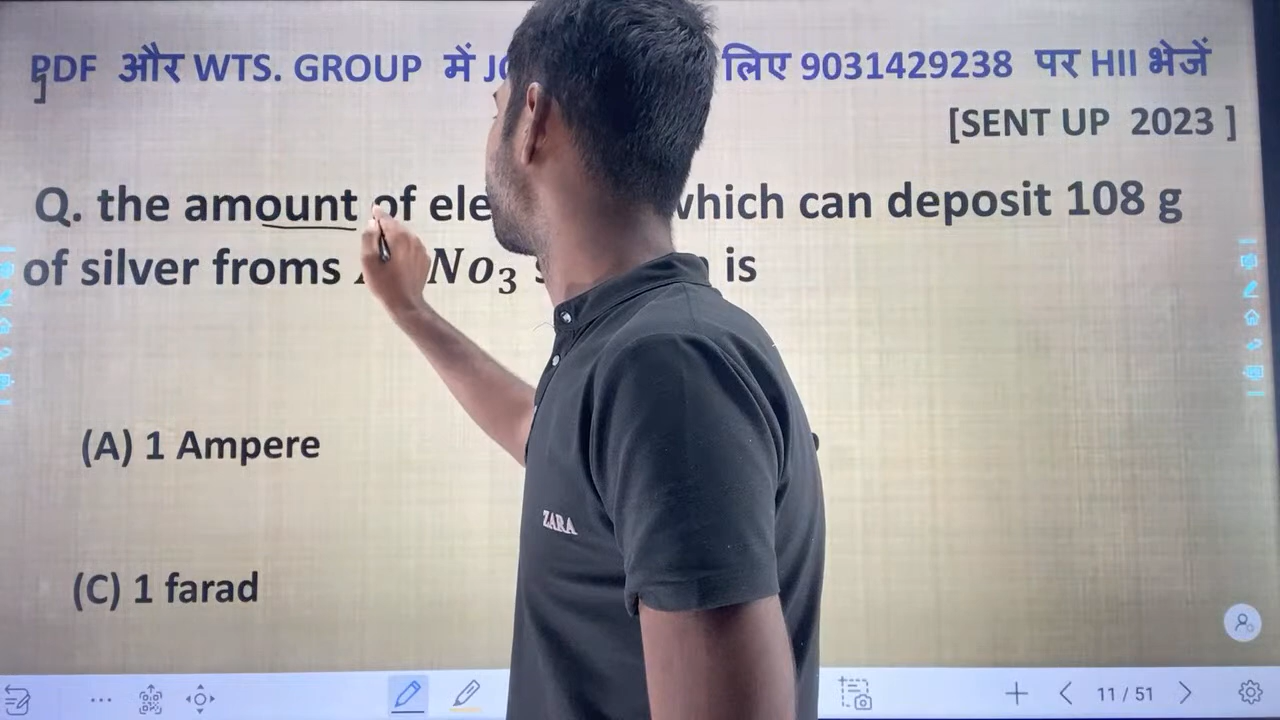 PDF और WTS. GROUP में लिए 9031429238 पर HII भेजें
[SENT UP 2023 ]
Q. the amount of which can deposit 108 g
of silver froms No₃ is
(A) 1 Ampere
(C) 1 farad
ZARA
11 / 51